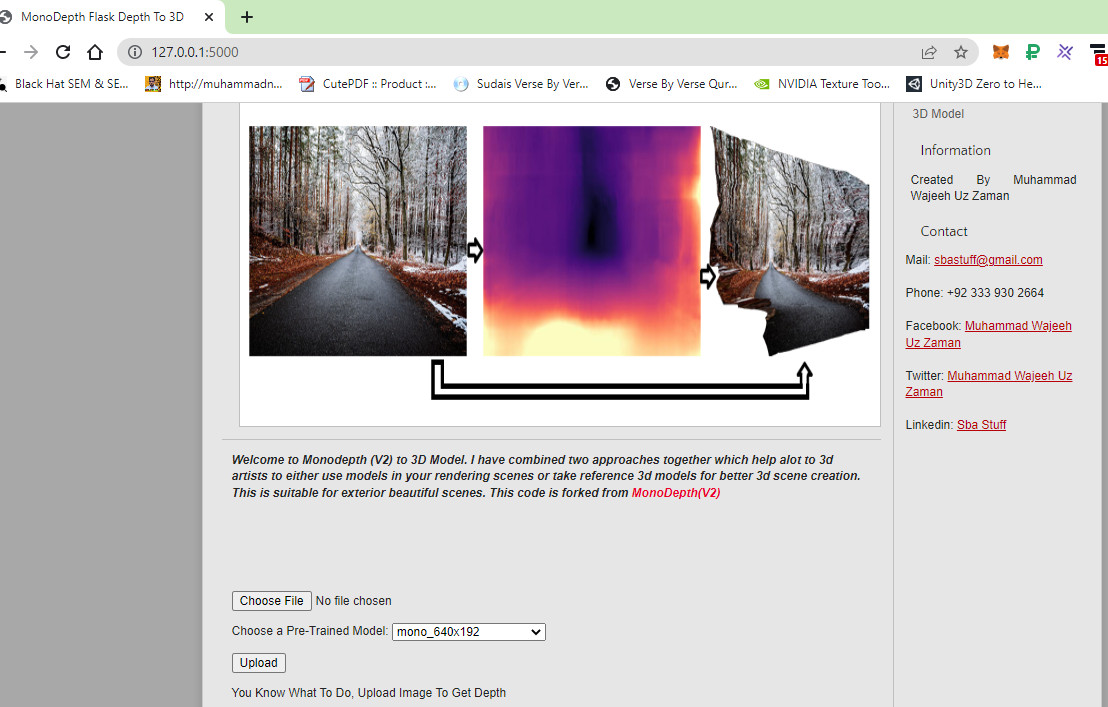 MonoDepth Flask Depth To 3D
127.0.0.1:5000
15
Black Hat SEM & SE...
http://muhammadn...
CutePDF :: Product :...
Sudais Verse By Ver...
Verse By Verse Qur...
NVIDIA Texture Too...
Unity3D Zero to He...
Welcome to Monodepth (V2) to 3D Model. I have combined two approaches together which help alot to 3d
artists to either use models in your rendering scenes or take reference 3d models for better 3d scene creation.
This is suitable for exterior beautiful scenes. This code is forked from MonoDepth(V2)
Choose File No file chosen
Choose a Pre-Trained Model: mono_640x192
Upload
You Know What To Do, Upload Image To Get Depth
3D Model
Information
Created By Muhammad
Wajeeh Uz Zaman
Contact
Mail: sbastuff@gmail.com
Phone: +92 333 930 2664
Facebook: Muhammad Wajeeh
Uz Zaman
Twitter: Muhammad Wajeeh Uz
Zaman
Linkedin: Sba Stuff